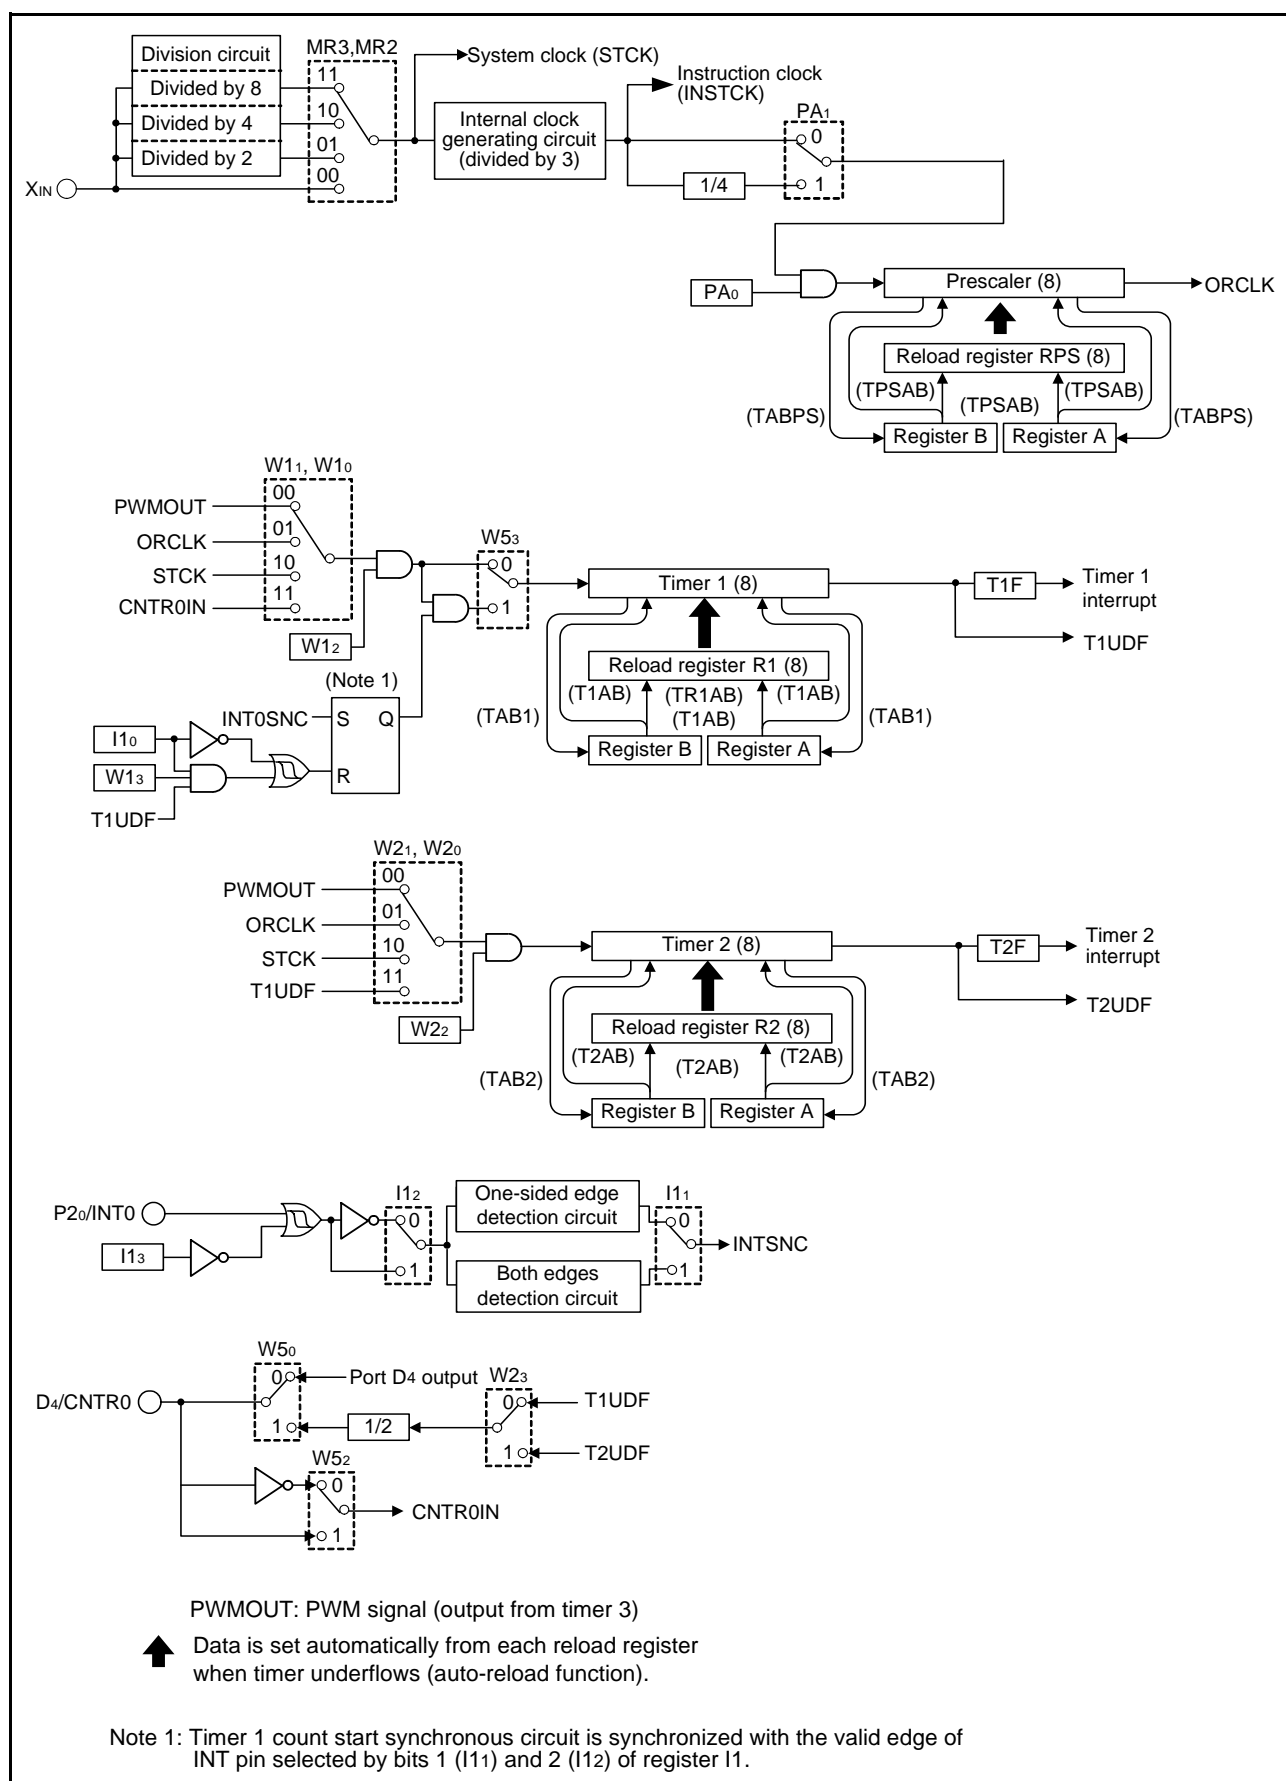 Division circuit
Divided by 8
Divided by 4
Divided by 2
XIN
MR3,MR2
11
10
01
00
System clock (STCK)
Internal clock
generating circuit
(divided by 3)
Instruction clock
(INSTCK)
PA1
0
1
1/4
PA0
Prescaler (8)
ORCLK
Reload register RPS (8)
(TPSAB)
(TPSAB)
(TPSAB)
(TABPS)
(TABPS)
Register B
Register A
W11, W10
PWMOUT
00
ORCLK
01
STCK
10
CNTR0IN
11
W12
W53
0
1
Timer 1 (8)
T1F
Timer 1
interrupt
T1UDF
Reload register R1 (8)
(T1AB)
(TR1AB)
(T1AB)
(T1AB)
(TAB1)
(TAB1)
Register B
Register A
(Note 1)
INT0SNC
S
Q
R
I10
W13
T1UDF
W21, W20
PWMOUT
00
ORCLK
01
STCK
10
T1UDF
11
W22
Timer 2 (8)
T2F
Timer 2
interrupt
T2UDF
Reload register R2 (8)
(T2AB)
(T2AB)
(T2AB)
(TAB2)
(TAB2)
Register B
Register A
P20/INT0
I13
I12
0
1
One-sided edge
detection circuit
Both edges
detection circuit
I11
0
1
INTSNC
D4/CNTR0
W50
0
1
Port D4 output
1/2
W23
0
1
T1UDF
T2UDF
W52
0
1
CNTR0IN
PWMOUT: PWM signal (output from timer 3)
Data is set automatically from each reload register
when timer underflows (auto-reload function).
Note 1: Timer 1 count start synchronous circuit is synchronized with the valid edge of
INT pin selected by bits 1 (I11) and 2 (I12) of register I1.